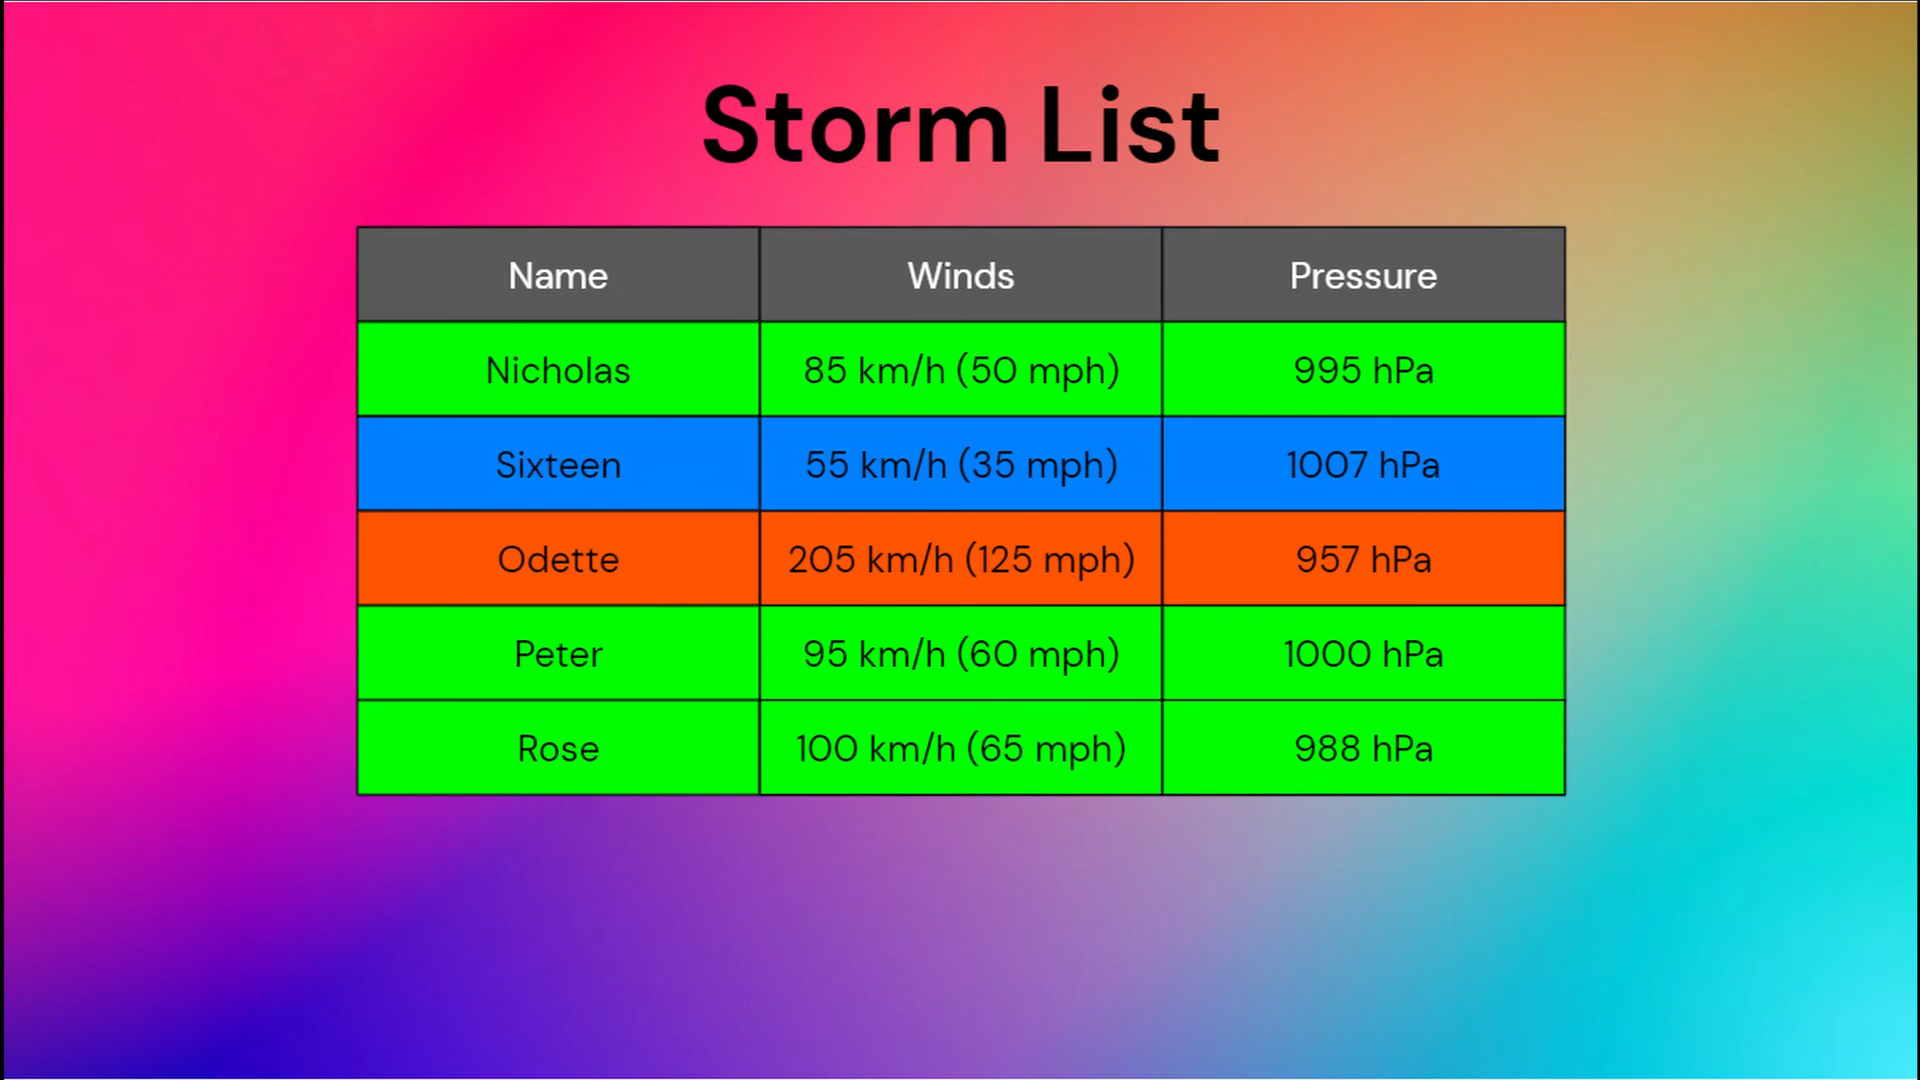 Storm List
Name Winds Pressure
Nicholas 85 km/h (50 mph) 995 hPa
Sixteen 55 km/h (35 mph) 1007 hPa
Odette 205 km/h (125 mph) 957 hPa
Peter 95 km/h (60 mph) 1000 hPa
Rose 100 km/h (65 mph) 988 hPa